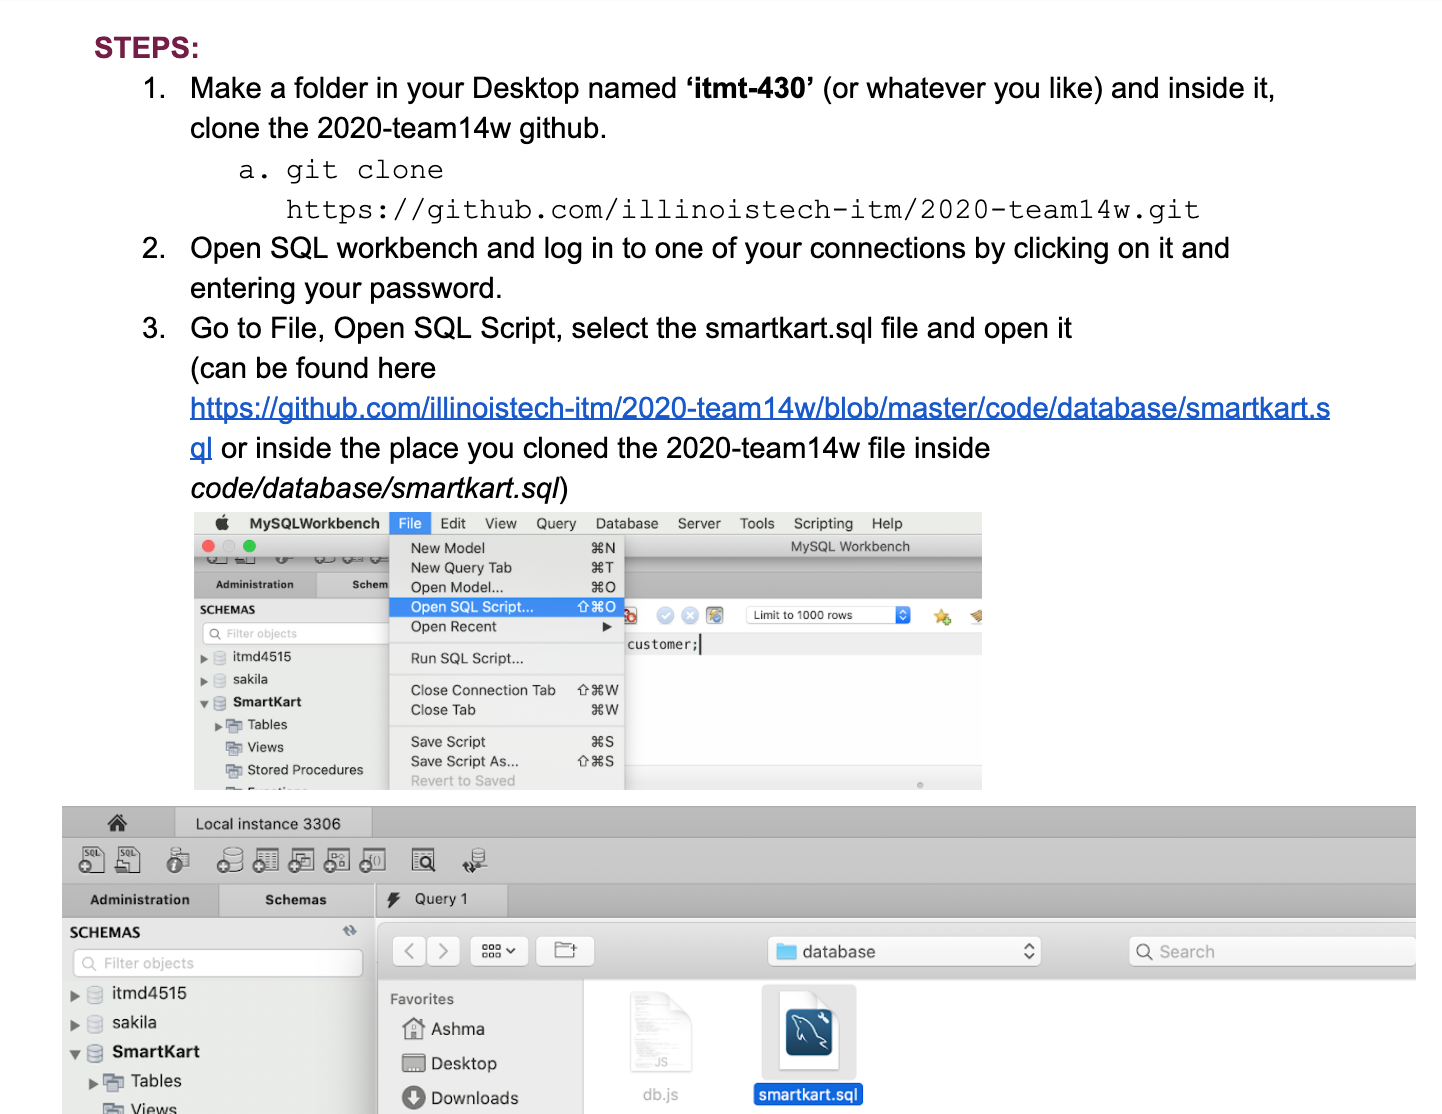 STEPS:
1. Make a folder in your Desktop named ‘itmt-430’ (or whatever you like) and inside it,
clone the 2020-team14w github.
a. git clone
https://github.com/illinoistech-itm/2020-team14w.git
2. Open SQL workbench and log in to one of your connections by clicking on it and
entering your password.
3. Go to File, Open SQL Script, select the smartkart.sql file and open it
(can be found here
https://github.com/illinoistech-itm/2020-team14w/blob/master/code/database/smartkart.s
ql or inside the place you cloned the 2020-team14w file inside
code/database/smartkart.sql)
MySQLWorkbench File Edit View Query Database Server Tools Scripting Help
MySQL Workbench
Administration Schem
SCHEMAS
Filter objects
itmd4515
sakila
SmartKart
Tables
Views
Stored Procedures
New Model ⌘N
New Query Tab ⌘T
Open Model... ⌘O
Open SQL Script... ⇧⌘O
Open Recent ▶
Run SQL Script...
Close Connection Tab ⇧⌘W
Close Tab ⌘W
Save Script ⌘S
Save Script As... ⇧⌘S
Revert to Saved
Limit to 1000 rows
customer;
Local instance 3306
SQL SQL
Administration Schemas Query 1
SCHEMAS
Filter objects
itmd4515
sakila
SmartKart
Tables
Views
database Search
Favorites
Ashma
Desktop
Downloads
JS
db.js
smartkart.sql